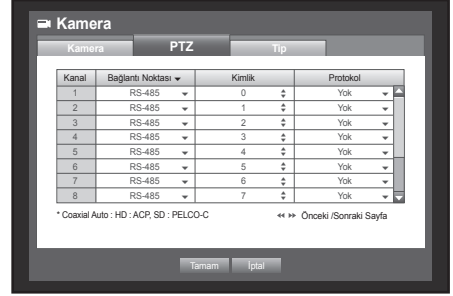 Kamera
Kamera PTZ Tip
Kanal Bağlantı Noktası Kimlik Protokol
1 RS-485 0 Yok
2 RS-485 1 Yok
3 RS-485 2 Yok
4 RS-485 3 Yok
5 RS-485 4 Yok
6 RS-485 5 Yok
7 RS-485 6 Yok
8 RS-485 7 Yok
* Coaxial Auto : HD : ACP, SD : PELCO-C Önceki /Sonraki Sayfa
Tamam İptal